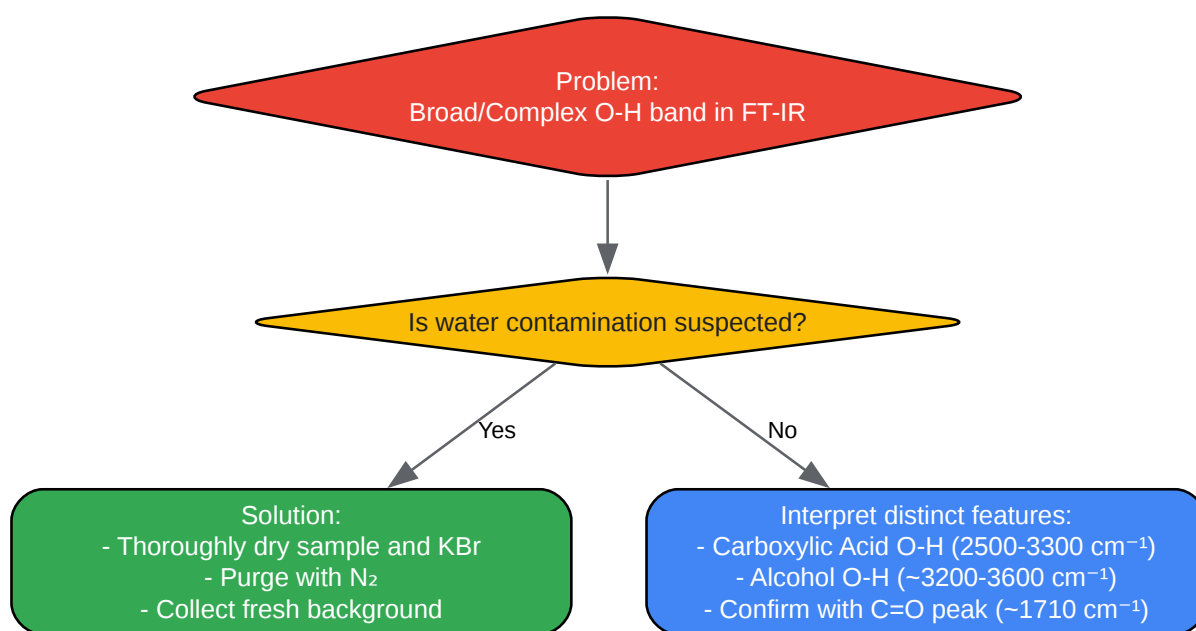 Problem:
Broad/Complex O-H band in FT-IR
Is water contamination suspected?
Yes
No
Solution:
- Thoroughly dry sample and KBr
- Purge with N₂
- Collect fresh background
Interpret distinct features:
- Carboxylic Acid O-H (2500-3300 cm⁻¹)
- Alcohol O-H (~3200-3600 cm⁻¹)
- Confirm with C=O peak (~1710 cm⁻¹)